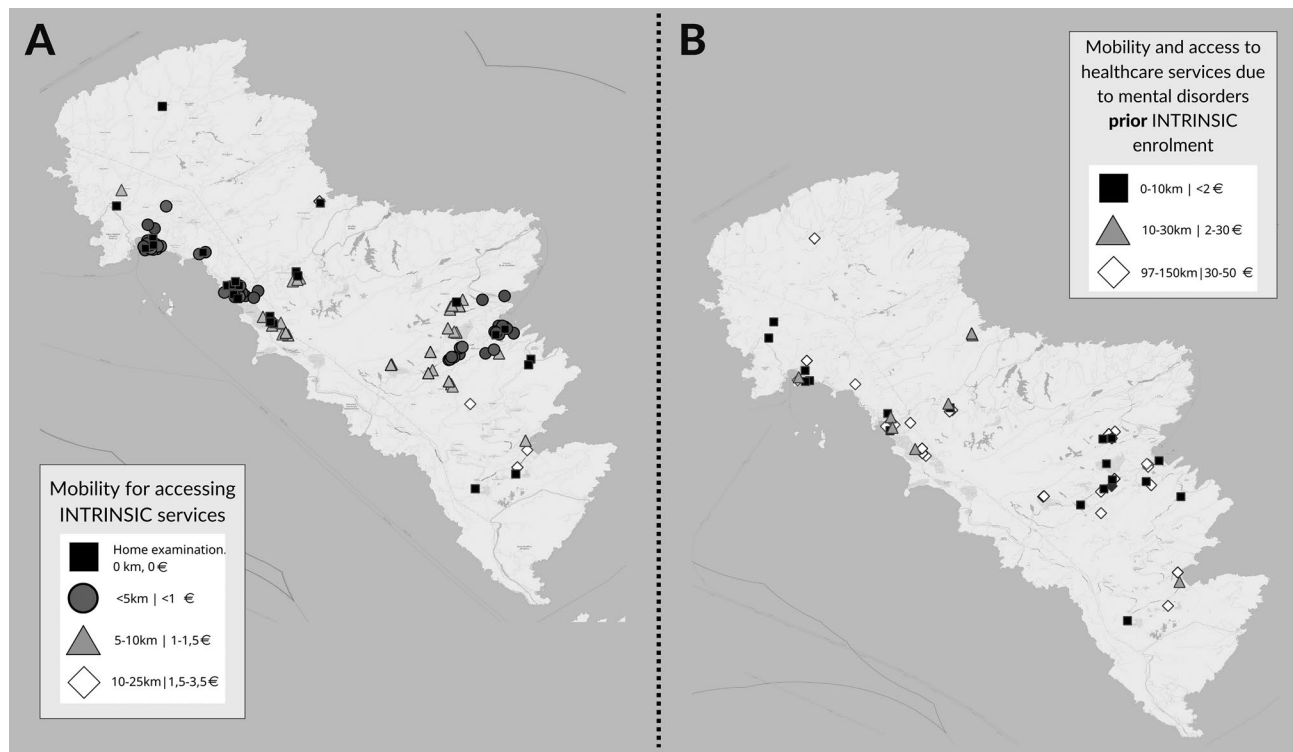 A
Mobility for accessing
INTRINSIC services
Home examination.
0 km, 0 €
<5km | <1 €
5-10km | 1-1,5€
10-25km|1,5-3,5€
B
Mobility and access to
healthcare services due
to mental disorders
prior INTRINSIC
enrolment
0-10km | <2 €
10-30km | 2-30 €
97-150km|30-50 €